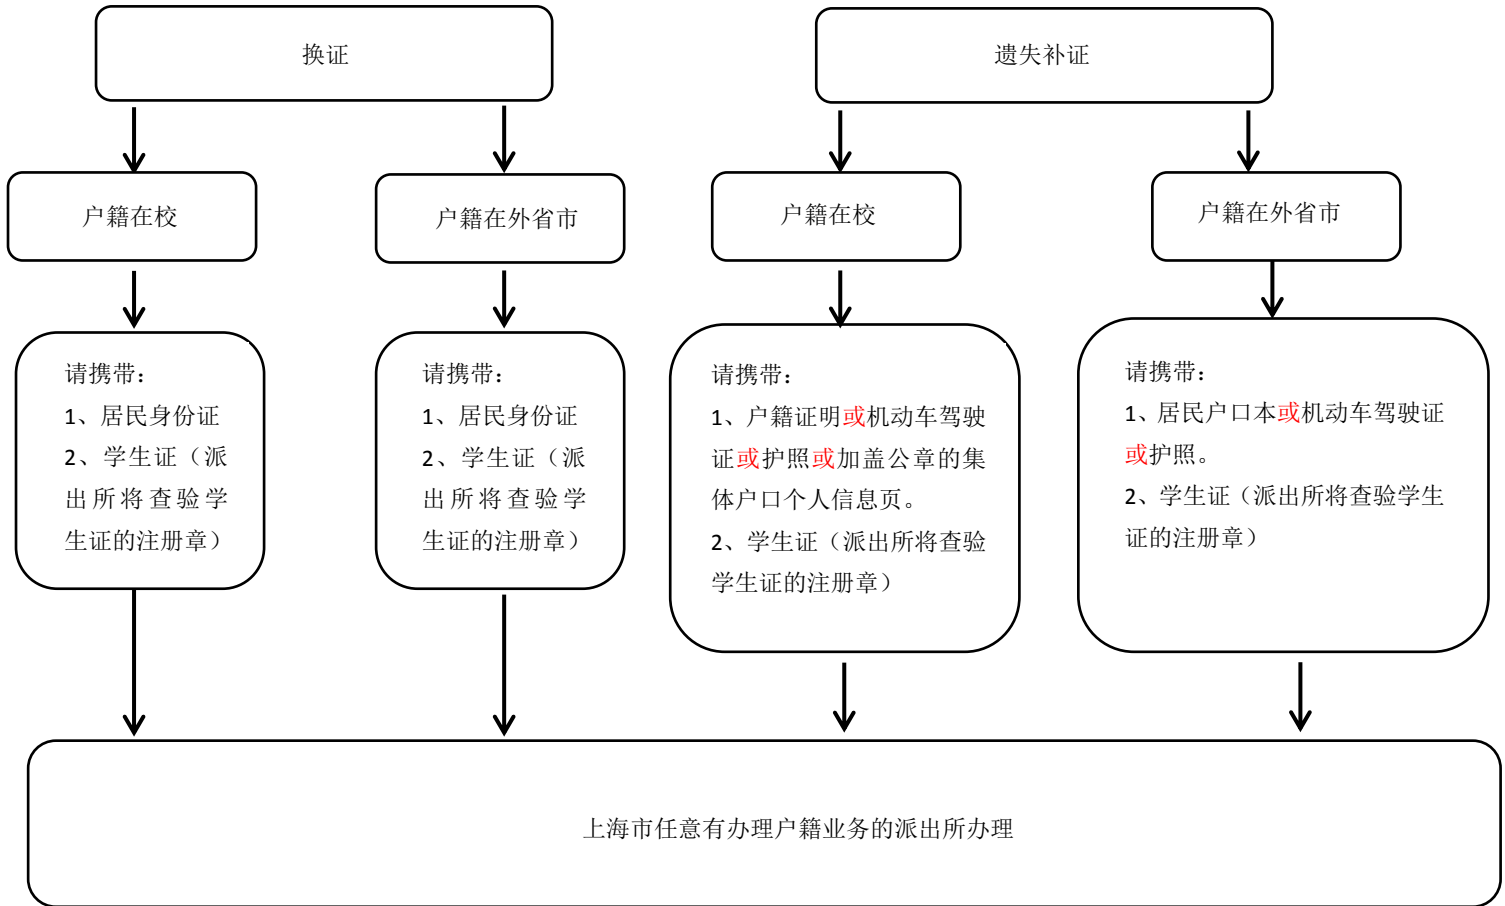 换证
遗失补证
户籍在校
户籍在外省市
户籍在校
户籍在外省市
请携带：
1、居民身份证
2、学生证（派
出所将查验学
生证的注册章）
请携带：
1、居民身份证
2、学生证（派
出所将查验学
生证的注册章）
请携带：
1、户籍证明或机动车驾驶
证或护照或加盖公章的集
体户口个人信息页。
2、学生证（派出所将查验
学生证的注册章）
请携带：
1、居民户口本或机动车驾驶证
或护照。
2、学生证（派出所将查验学生
证的注册章）
上海市任意有办理户籍业务的派出所办理